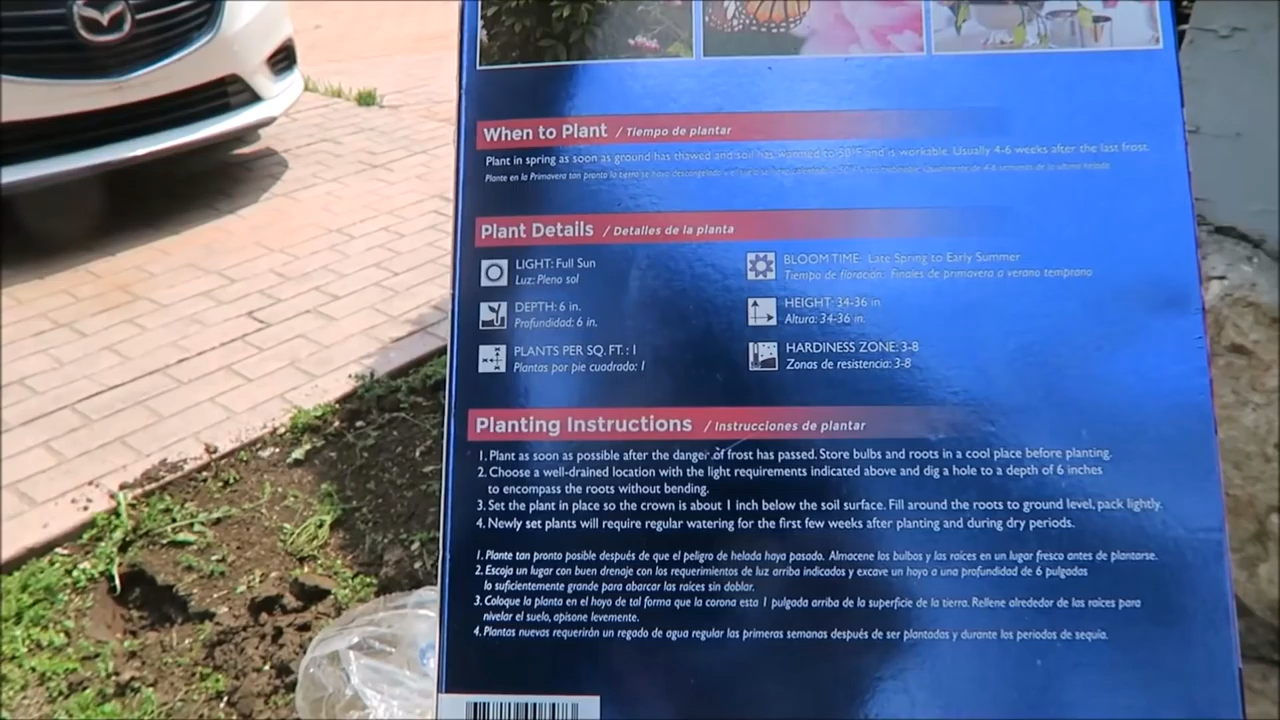 When to Plant / Tiempo de plantar
Plant in spring as soon as ground has thawed and soil has warmed to 50°F and is workable. Usually 4-6 weeks after the last frost.
Plante en la Primavera tan pronto la tierra se haya descongelado
Plant Details / Detalles de la planta
LIGHT: Full Sun
Luz: Pleno sol
DEPTH: 6 in.
Profundidad: 6 in.
PLANTS PER SQ. FT. : 1
Plantas por pie cuadrado: 1
BLOOM TIME: Late Spring to Early Summer
Tiempo de floración: Finales de primavera a verano temprano
HEIGHT: 34-36 in
Altura: 34-36 in.
HARDINESS ZONE: 3-8
Zonas de resistencia: 3-8
Planting Instructions / Instrucciones de plantar
1. Plant as soon as possible after the danger of frost has passed. Store bulbs and roots in a cool place before planting.
2. Choose a well-drained location with the light requirements indicated above and dig a hole to a depth of 6 inches
to encompass the roots without bending.
3. Set the plant in place so the crown is about 1 inch below the soil surface. Fill around the roots to ground level, pack lightly.
4. Newly set plants will require regular watering for the first few weeks after planting and during dry periods.
1. Plante tan pronto posible después de que el peligro de helada haya pasado. Almacene los bulbos y las raíces en un lugar fresco antes de plantarse.
2. Escoja un lugar con buen drenaje con los requerimientos de luz arriba indicados y excave un hoyo a una profundidad de 6 pulgadas
lo suficientemente grande para abarcar las raíces sin doblar.
3. Coloque la planta en el hoyo de tal forma que la corona esta 1 pulgada arriba de la superficie de la tierra. Rellene alrededor de las raíces para
nivelar el suelo, apisone levemente.
4. Plantas nuevas requerirán un regado de agua regular las primeras semanas después de ser plantadas y durante los periodos de sequía.